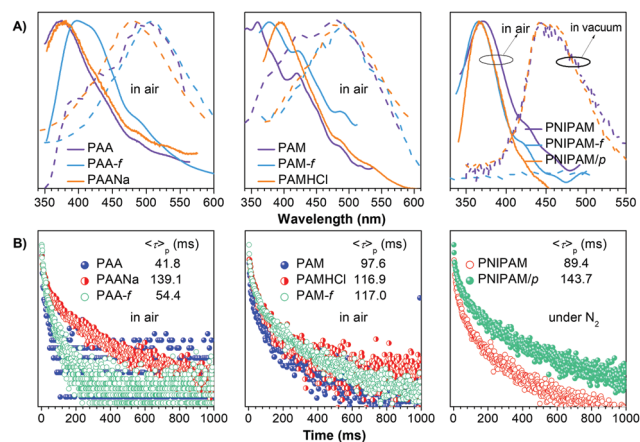 A)
in air
PAA
PAA-f
PAANa
350 400 450 500 550 600
in air
PAM
PAM-f
PAMHCl
350 400 450 500 550 600
in air
in vacuum
PNIPAM
PNIPAM-f
PNIPAM/p
350 400 450 500 550
Wavelength (nm)
B)
<τ>p (ms)
PAA 41.8
PAANa 139.1
PAA-f 54.4
in air
0 200 400 600 800 1000
<τ>p (ms)
PAM 97.6
PAMHCl 116.9
PAM-f 117.0
in air
0 200 400 600 800 1000
<τ>p (ms)
PNIPAM 89.4
PNIPAM/p 143.7
under N2
0 200 400 600 800 1000
Time (ms)